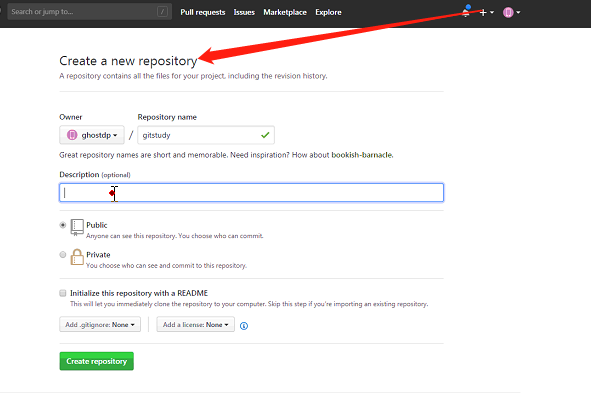 Search or jump to... /
Pull requests Issues Marketplace Explore
Create a new repository
A repository contains all the files for your project, including the revision history.
Owner Repository name
ghostdp / gitstudy
Great repository names are short and memorable. Need inspiration? How about bookish-barnacle.
Description (optional)
Public
Anyone can see this repository. You choose who can commit.
Private
You choose who can see and commit to this repository.
Initialize this repository with a README
This will let you immediately clone the repository to your computer. Skip this step if you're importing an existing repository.
Add .gitignore: None Add a license: None
Create repository